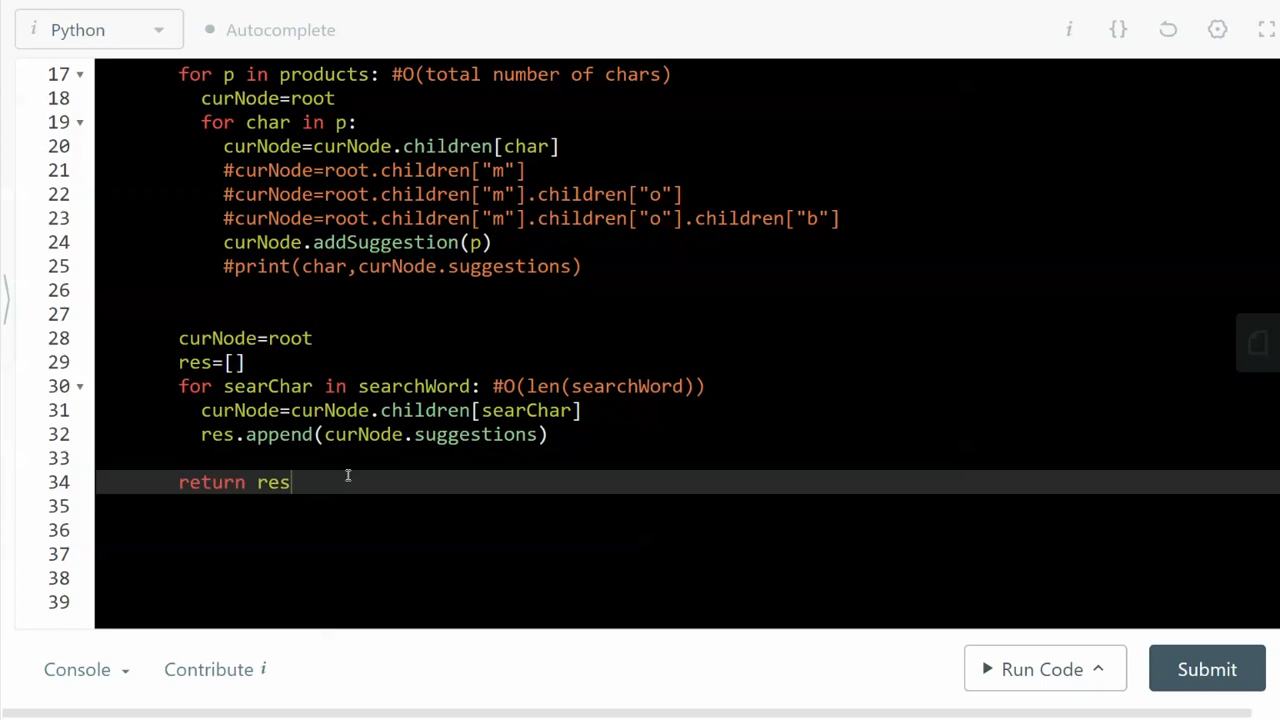 i Python
Autocomplete
i {}
17 for p in products: #O(total number of chars)
18 curNode=root
19 for char in p:
20 curNode=curNode.children[char]
21 #curNode=root.children["m"]
22 #curNode=root.children["m"].children["o"]
23 #curNode=root.children["m"].children["o"].children["b"]
24 curNode.addSuggestion(p)
25 #print(char,curNode.suggestions)
26
27
28 curNode=root
29 res=[]
30 for searChar in searchWord: #O(len(searchWord))
31 curNode=curNode.children[searChar]
32 res.append(curNode.suggestions)
33
34 return res
35
36
37
38
39
Console Contribute i Run Code Submit